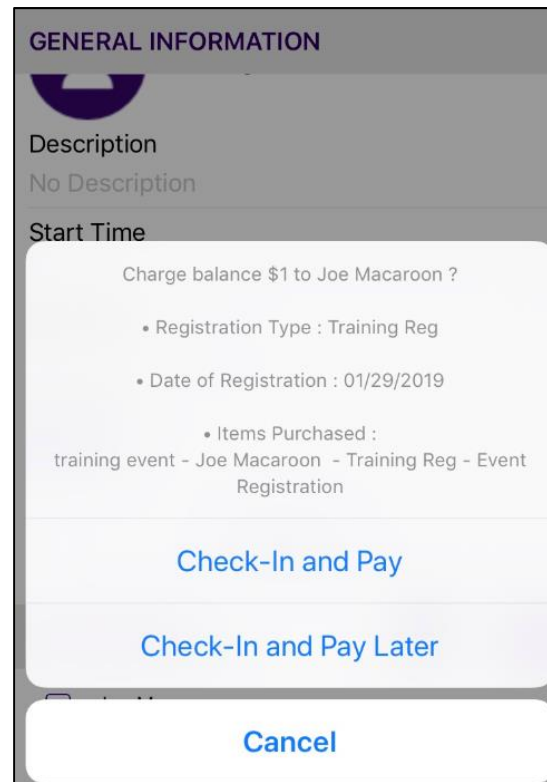 GENERAL INFORMATION
Description
No Description
Start Time
Charge balance $1 to Joe Macaroon ?
• Registration Type : Training Reg
• Date of Registration : 01/29/2019
• Items Purchased :
training event - Joe Macaroon - Training Reg - Event
Registration
Check-In and Pay
Check-In and Pay Later
Cancel